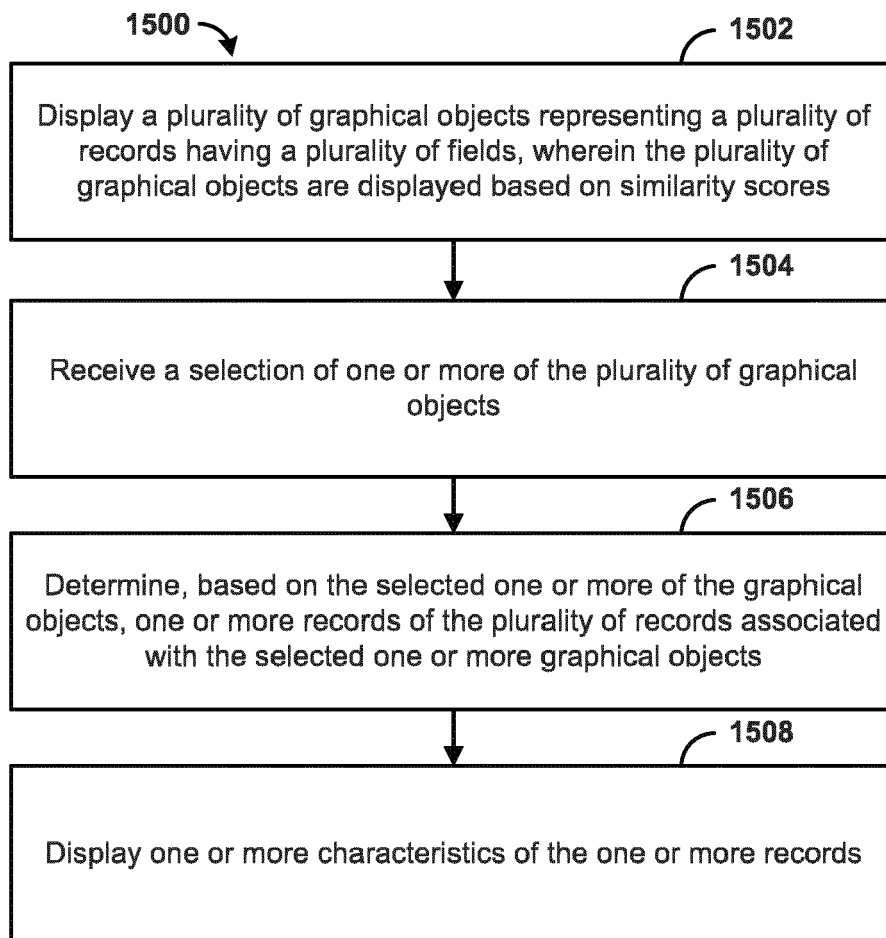 1500
1502
Display a plurality of graphical objects representing a plurality of
records having a plurality of fields, wherein the plurality of
graphical objects are displayed based on similarity scores
1504
Receive a selection of one or more of the plurality of graphical
objects
1506
Determine, based on the selected one or more of the graphical
objects, one or more records of the plurality of records associated
with the selected one or more graphical objects
1508
Display one or more characteristics of the one or more records